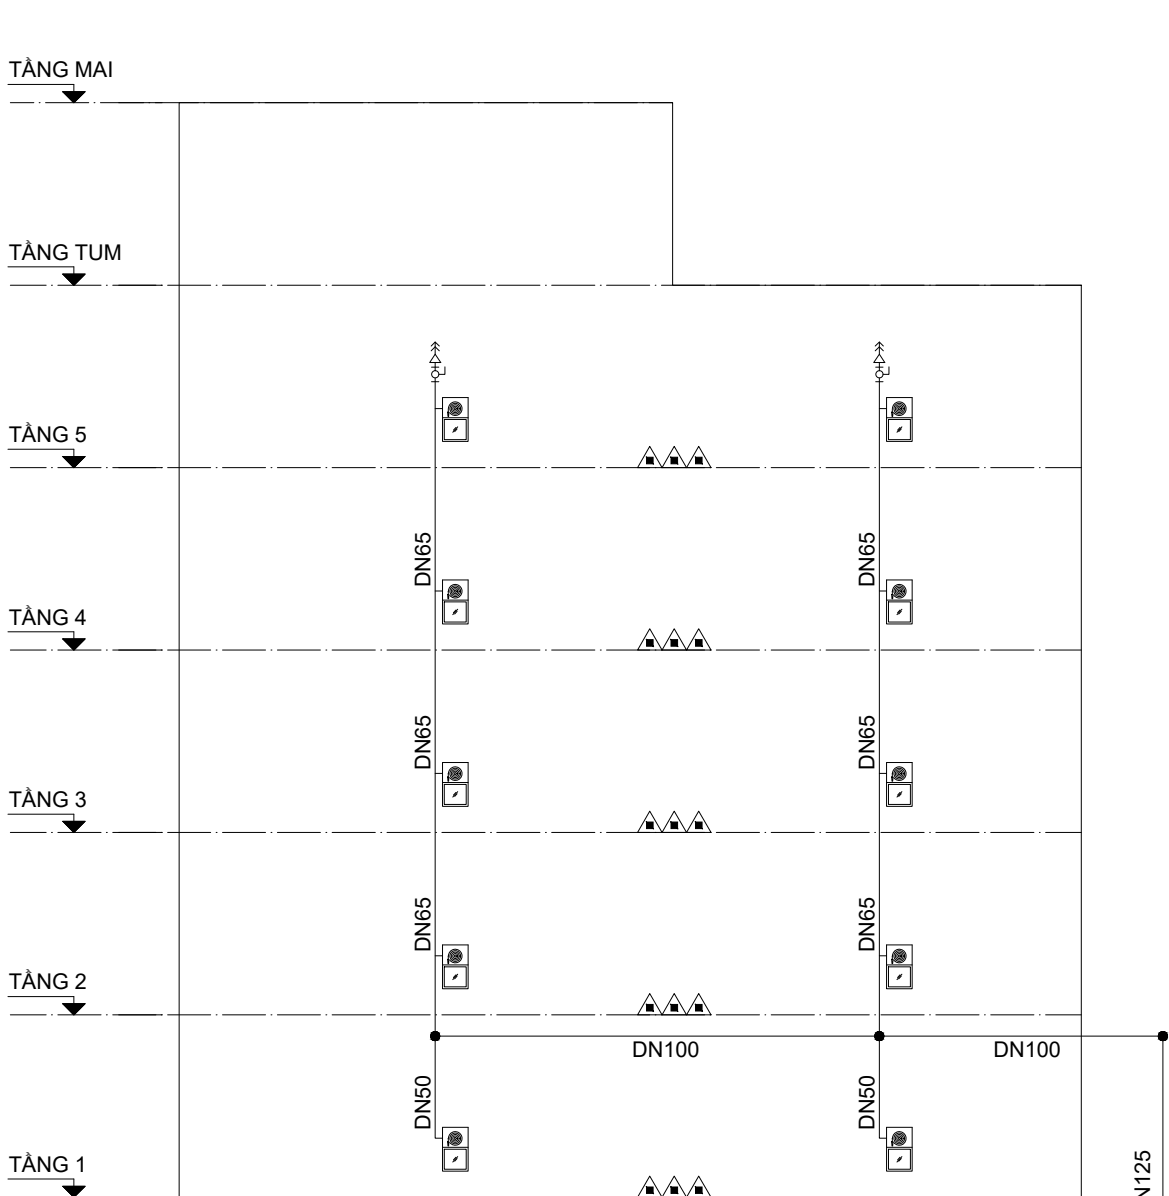 TẦNG MAI
TẦNG TUM
TẦNG 5
DN65
DN65
TẦNG 4
DN65
DN65
TẦNG 3
DN65
DN65
TẦNG 2
DN100
DN100
DN50
DN50
TẦNG 1
N125